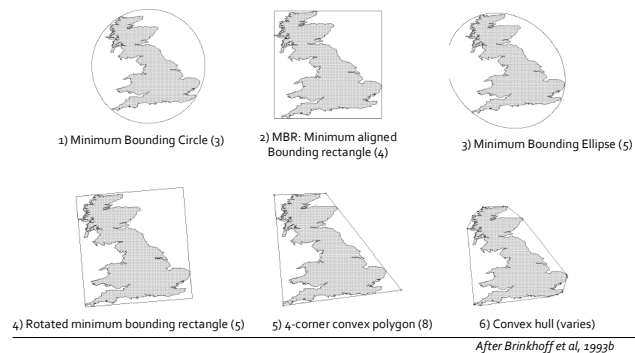 1) Minimum Bounding Circle (3)
2) MBR: Minimum aligned
Bounding rectangle (4)
3) Minimum Bounding Ellipse (5)
4) Rotated minimum bounding rectangle (5)
5) 4-corner convex polygon (8)
6) Convex hull (varies)
After Brinkhoff et al, 1993b